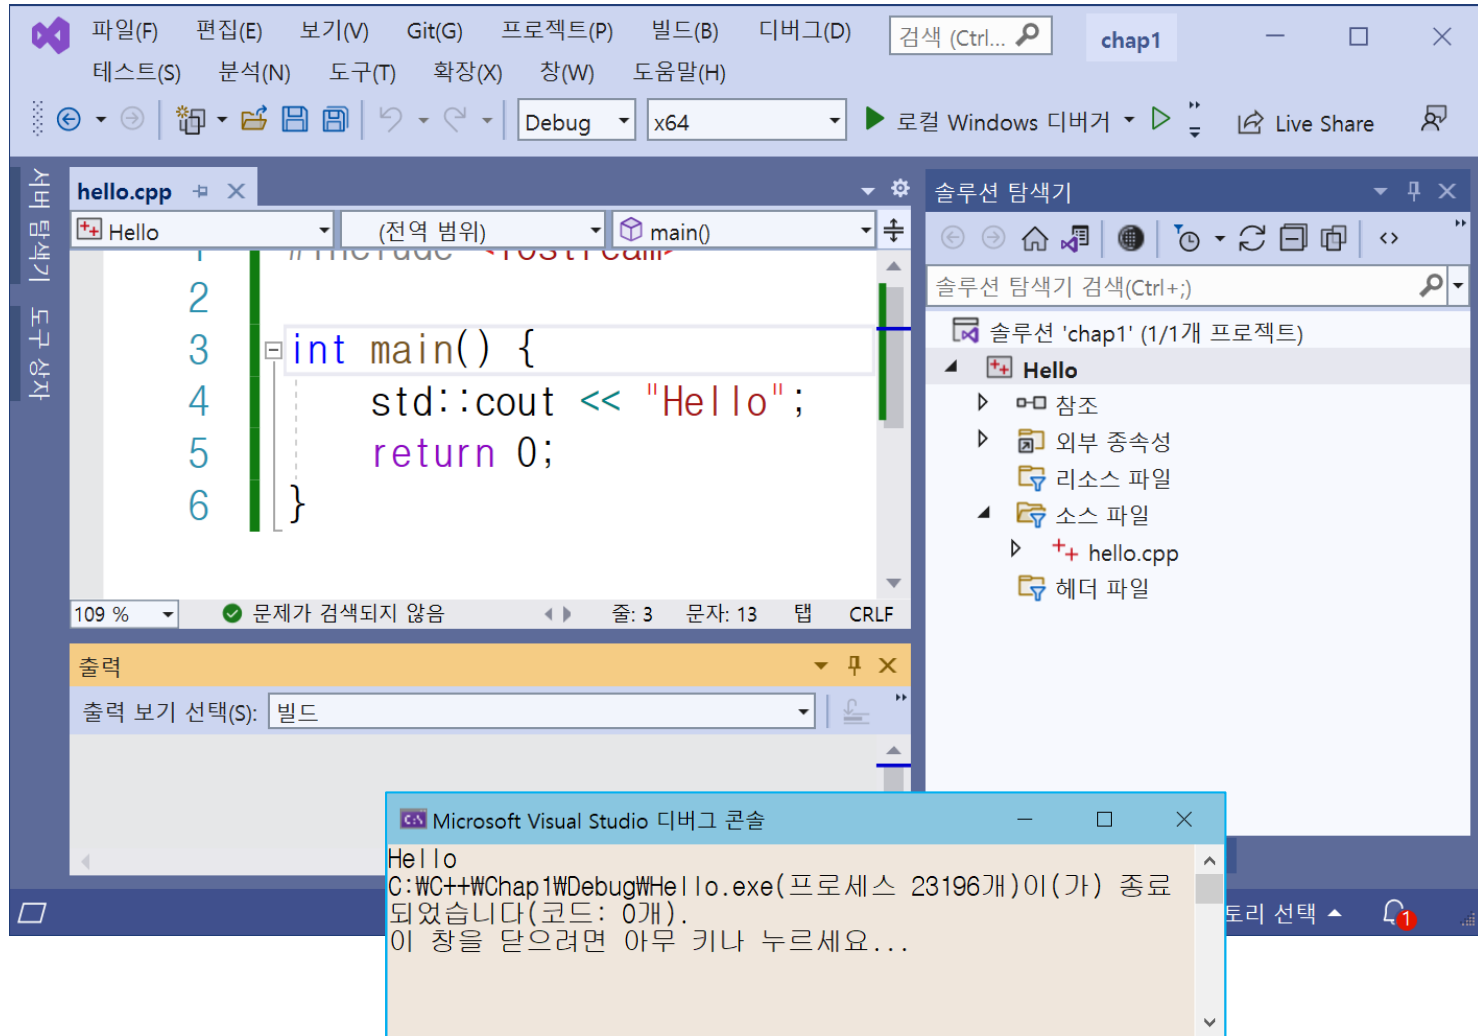 파일(F) 편집(E) 보기(V) Git(G) 프로젝트(P) 빌드(B) 디버그(D) 검색 (Ctrl... chap1
테스트(S) 분석(N) 도구(T) 확장(X) 창(W) 도움말(H)
Debug x64 로컬 Windows 디버거 Live Share
서버 탐색기
도구 상자
hello.cpp
Hello (전역 범위) main()
1 #include <iostream>
2
3 int main() {
4 std::cout << "Hello";
5 return 0;
6 }
109 % 문제가 검색되지 않음 줄: 3 문자: 13 탭 CRLF
출력
출력 보기 선택(S): 빌드
솔루션 탐색기
솔루션 탐색기 검색(Ctrl+;)
솔루션 'chap1' (1/1개 프로젝트)
Hello
참조
외부 종속성
리소스 파일
소스 파일
hello.cpp
헤더 파일
Microsoft Visual Studio 디버그 콘솔
Hello
C:₩C++₩Chap1₩Debug₩Hello.exe(프로세스 23196개)이(가) 종료
되었습니다(코드: 0개).
이 창을 닫으려면 아무 키나 누르세요...
토리 선택 1